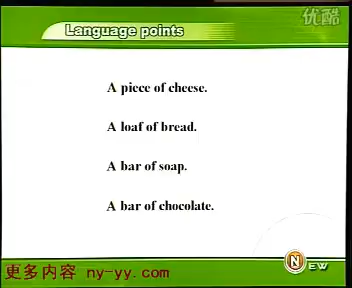 优酷
Language points
A piece of cheese.
A loaf of bread.
A bar of soap.
A bar of chocolate.
NEW
更多内容 ny-yy.com